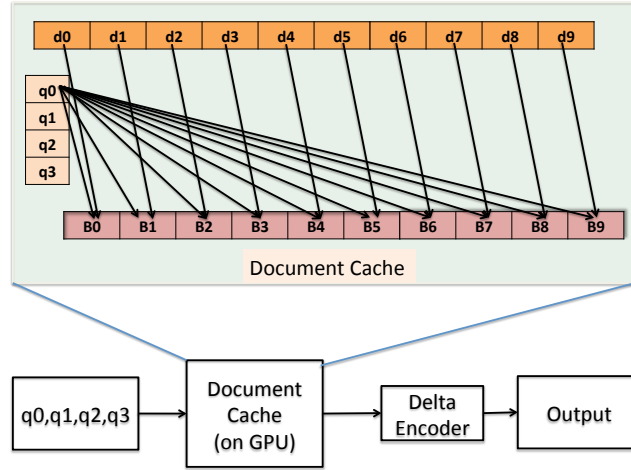 d0 d1 d2 d3 d4 d5 d6 d7 d8 d9
q0
q1
q2
q3
B0 B1 B2 B3 B4 B5 B6 B7 B8 B9
Document Cache
q0,q1,q2,q3
Document
Cache
(on GPU)
Delta
Encoder
Output